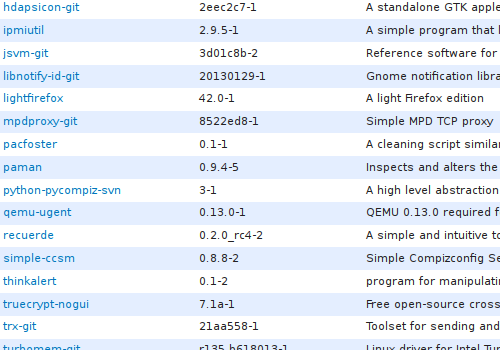 hdapsicon-git 2eec2c7-1 A standalone GTK apple
ipmiutil 2.9.5-1 A simple program that
jsvm-git 3d01c8b-2 Reference software for
libnotify-id-git 20130129-1 Gnome notification libra
lightfirefox 42.0-1 A light Firefox edition
mpdproxy-git 8522ed8-1 Simple MPD TCP proxy
pacfoster 0.1-1 A cleaning script similar
paman 0.9.4-5 Inspects and alters the
python-pycompiz-svn 3-1 A high level abstraction
qemu-ugent 0.13.0-1 QEMU 0.13.0 required f
recuerde 0.2.0_rc4-2 A simple and intuitive to
simple-ccsm 0.8.8-2 Simple Compizconfig Se
thinkalert 0.1-2 program for manipulatin
truecrypt-nogui 7.1a-1 Free open-source cross
trx-git 21aa558-1 Toolset for sending and
turbomem-git r135.b618013-1 Linux driver for Intel Tur